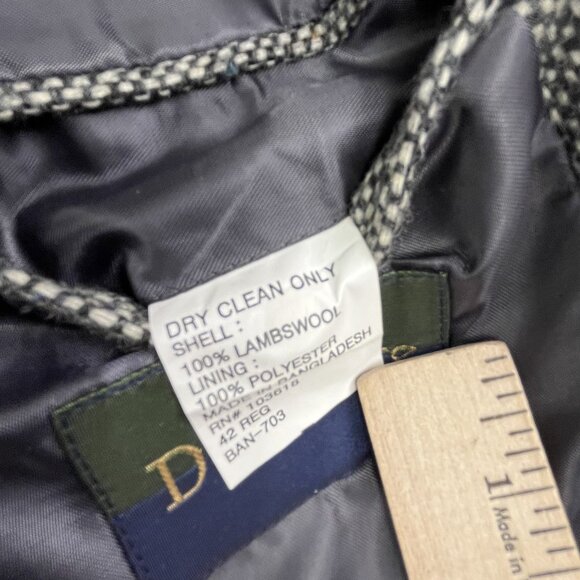 DRY CLEAN ONLY
SHELL :
100% LAMBSWOOL
LINING :
100% POLYESTER
MADE IN BANGLADESH
RN# 103618
42 REG
BAN-703
D
1
Made in